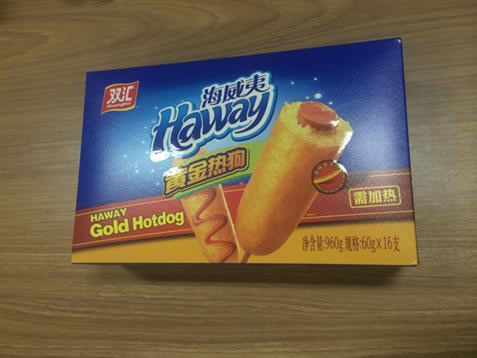 双汇
Shuanghui
海威夷
Haway
黄金热狗
HAWAY
Gold Hotdog
需加热
净含量:960g 规格:60g×16支